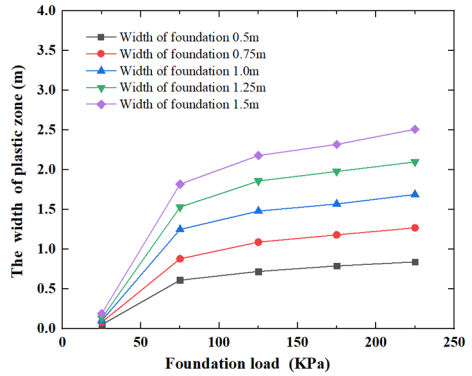 4.0
3.5
3.0
2.5
2.0
1.5
1.0
0.5
0.0
The width of plastic zone (m)
Width of foundation 0.5m
Width of foundation 0.75m
Width of foundation 1.0m
Width of foundation 1.25m
Width of foundation 1.5m
0 50 100 150 200 250
Foundation load (KPa)